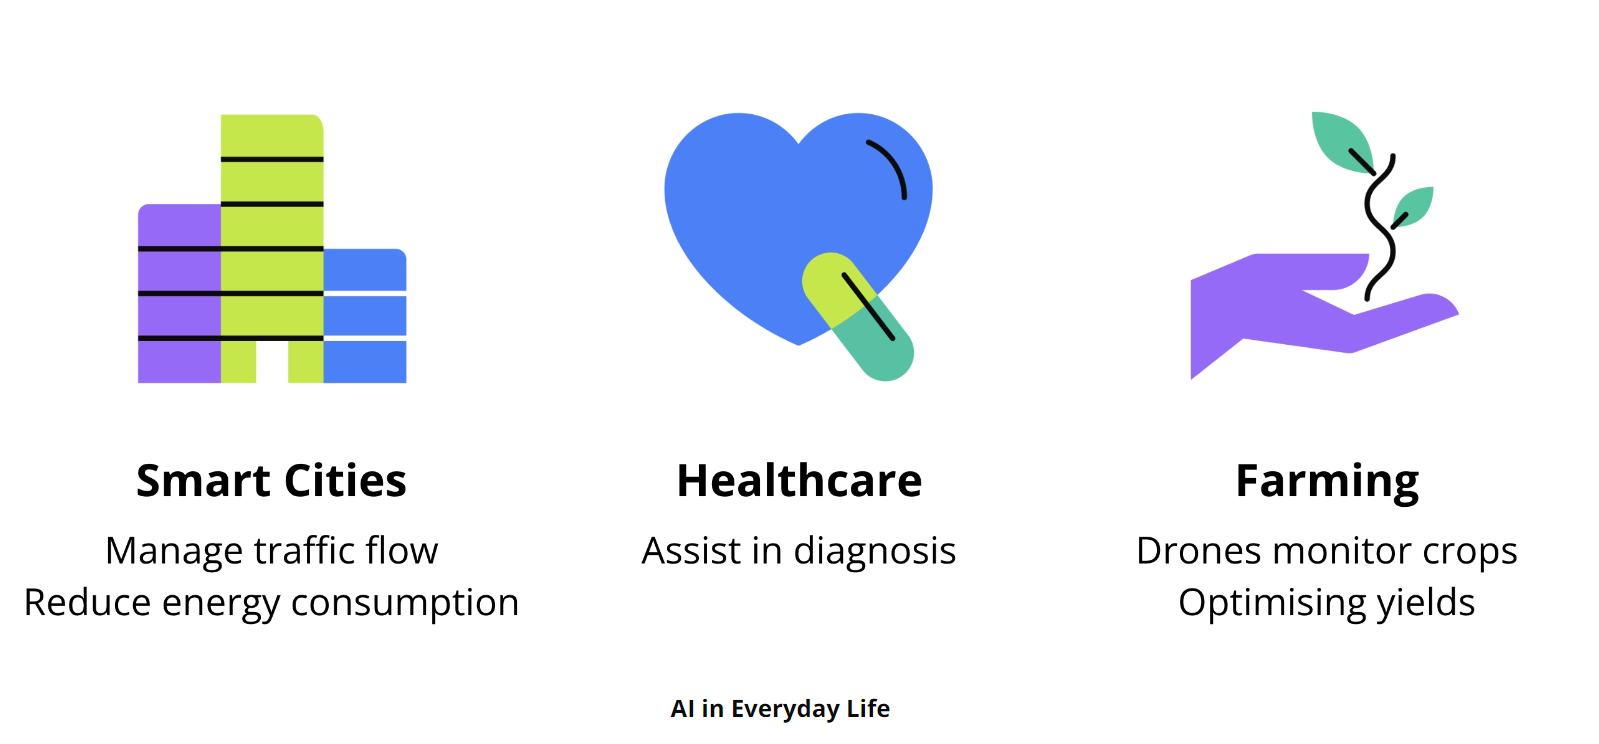 Smart Cities
Manage traffic flow
Reduce energy consumption
Healthcare
Assist in diagnosis
Farming
Drones monitor crops
Optimising yields
AI in Everyday Life